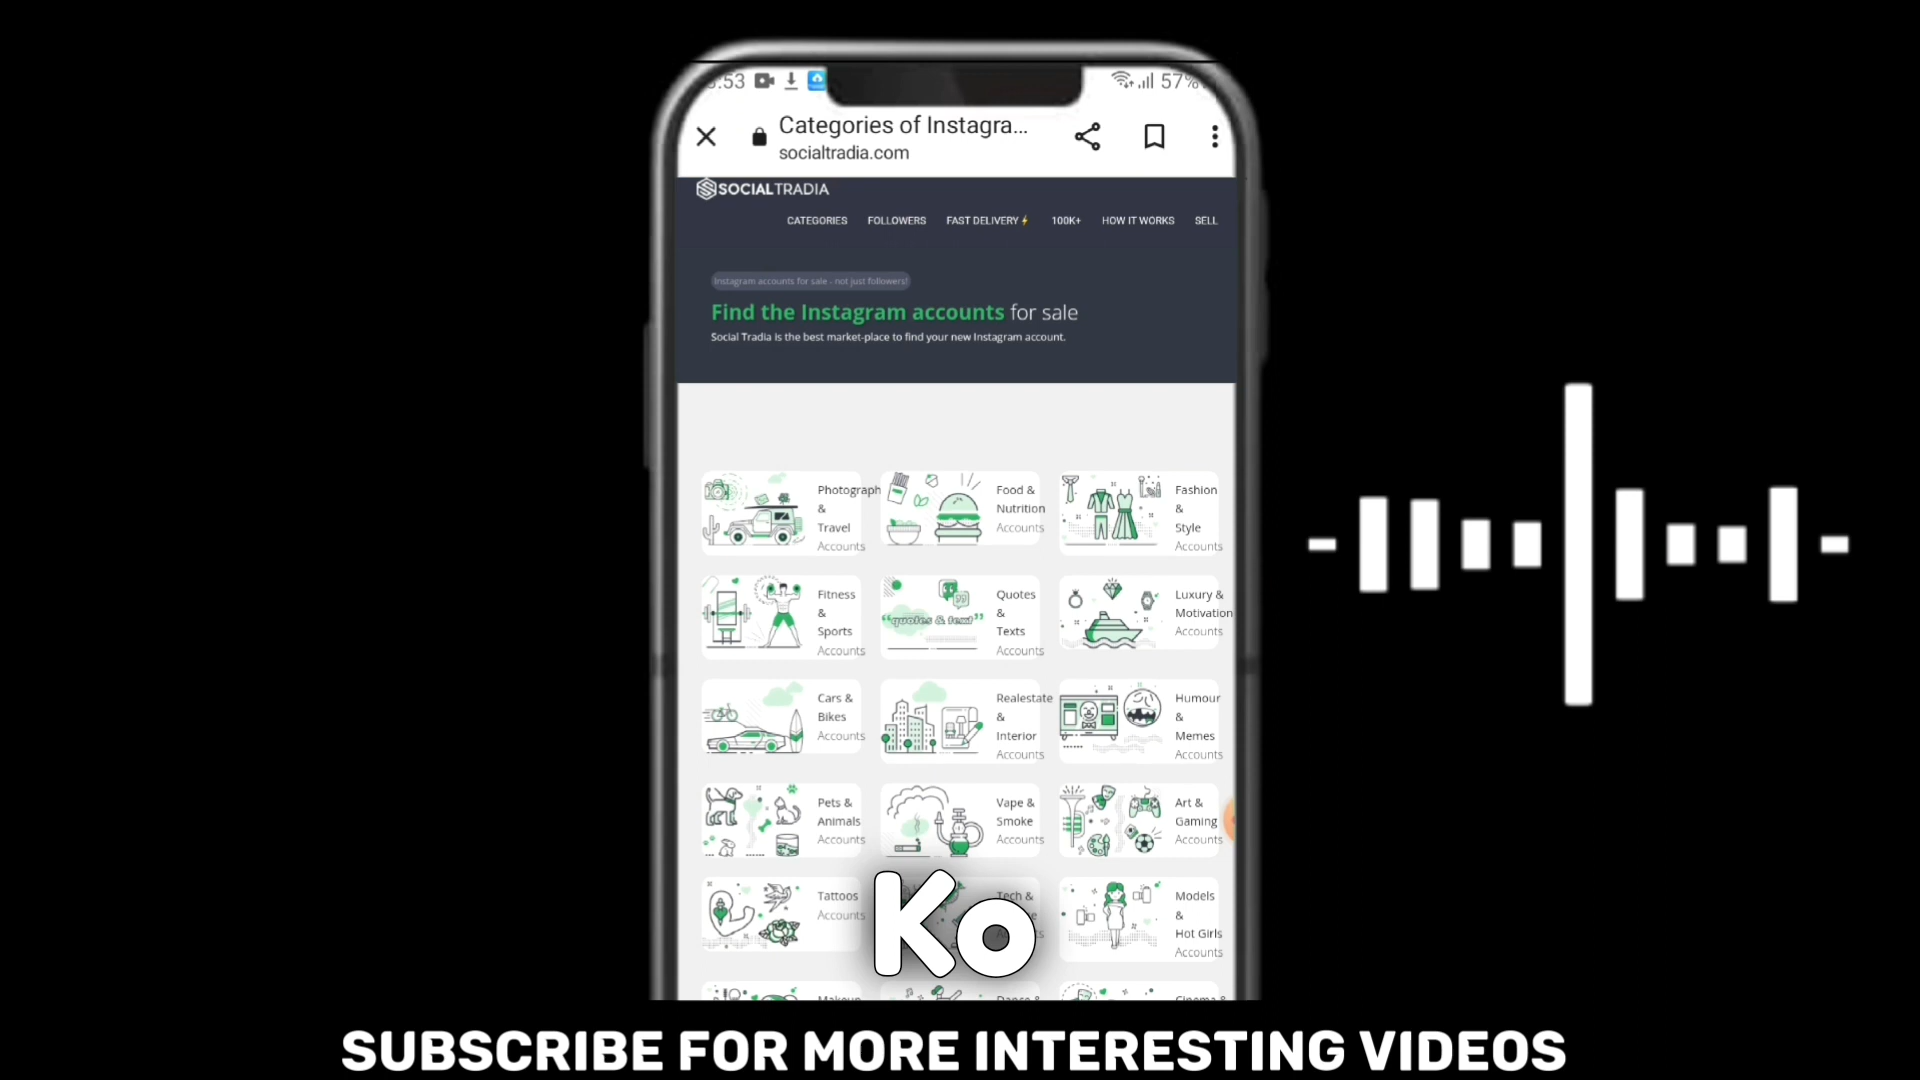 :53
57%
Categories of Instagra...
socialtradia.com
SOCIALTRADIA
CATEGORIES FOLLOWERS FAST DELIVERY⚡ 100K+ HOW IT WORKS SELL
Instagram accounts for sale - not just followers!
Find the Instagram accounts for sale
Social Tradia is the best market-place to find your new Instagram account.
Photograph
&
Travel
Accounts
Food &
Nutrition
Accounts
Fashion
&
Style
Accounts
Fitness
&
Sports
Accounts
“quotes & text”
Quotes
&
Texts
Accounts
Luxury &
Motivation
Accounts
Cars &
Bikes
Accounts
Realestate
&
Interior
Accounts
Humour
&
Memes
Accounts
Pets &
Animals
Accounts
Vape &
Smoke
Accounts
Art &
Gaming
Accounts
Tattoos
Accounts
Tech &
Models
&
Hot Girls
Accounts
Ko
SUBSCRIBE FOR MORE INTERESTING VIDEOS